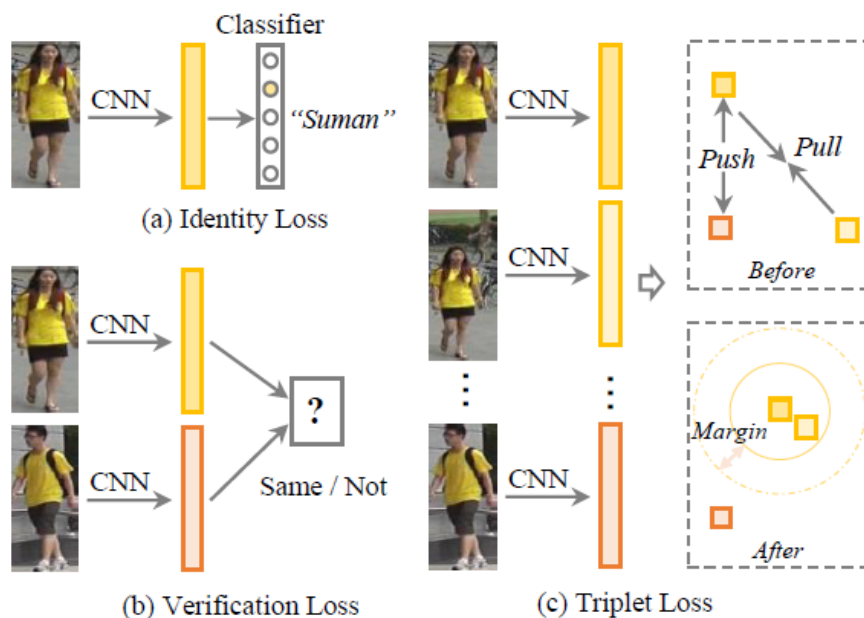 Classifier
CNN
“Suman”
(a) Identity Loss
CNN
CNN
?
Same / Not
(b) Verification Loss
CNN
CNN
CNN
Push
Pull
Before
Margin
After
(c) Triplet Loss